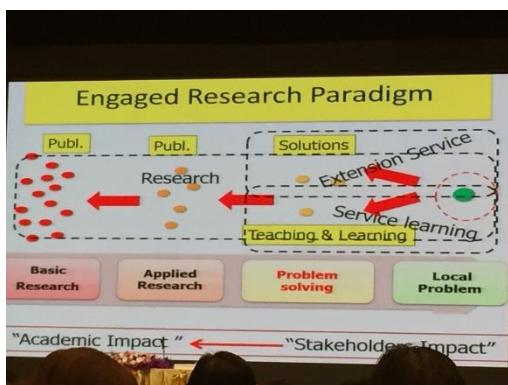 Engaged Research Paradigm
Publ.
Publ.
Solutions
Research
Extension Service
Service learning
Teaching & Learning
Basic
Research
Applied
Research
Problem
solving
Local
Problem
"Academic Impact "
"Stakeholders Impact"